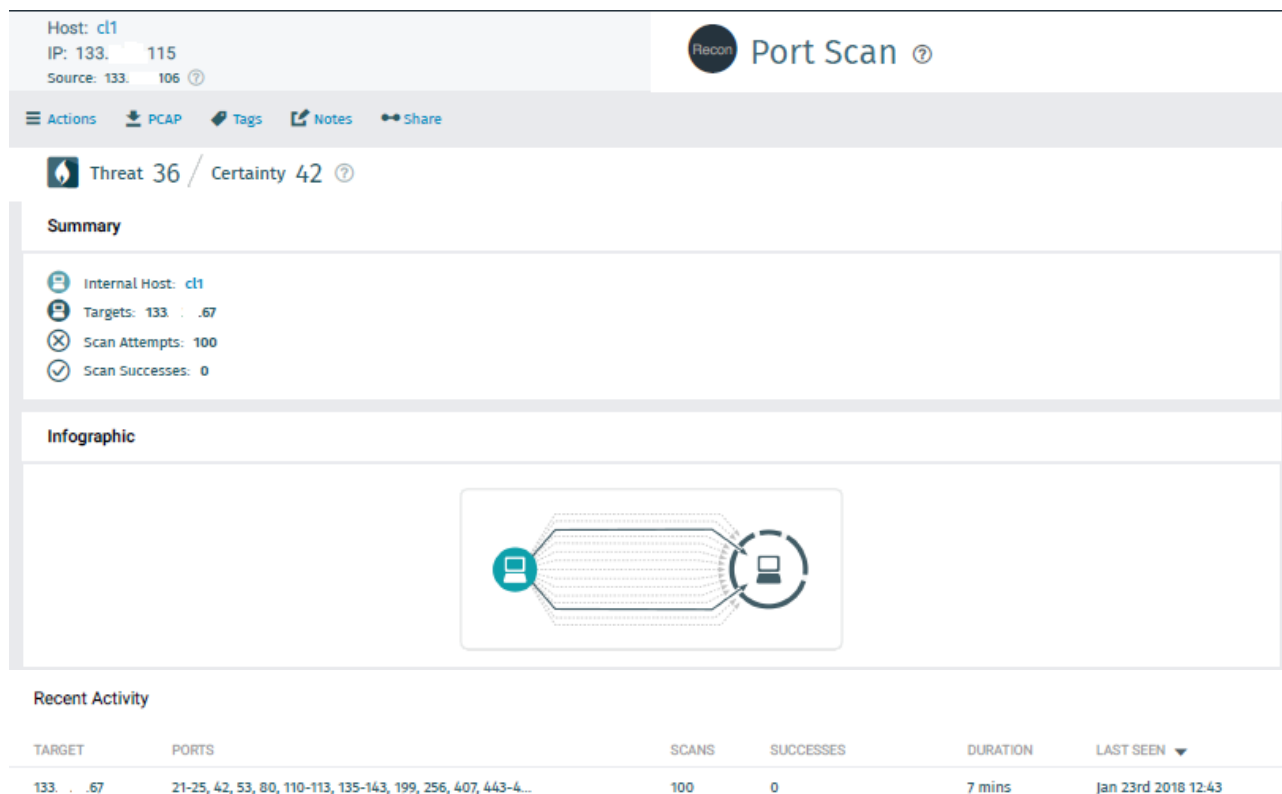 Host: cl1
IP: 133. 115
Source: 133. 106 ?
Recon Port Scan ?
Actions PCAP Tags Notes Share
Threat 36 / Certainty 42 ?
Summary
Internal Host: cl1
Targets: 133. : .67
Scan Attempts: 100
Scan Successes: 0
Infographic
Recent Activity
TARGET PORTS SCANS SUCCESSES DURATION LAST SEEN
133. . .67 21-25, 42, 53, 80, 110-113, 135-143, 199, 256, 407, 443-4... 100 0 7 mins Jan 23rd 2018 12:43